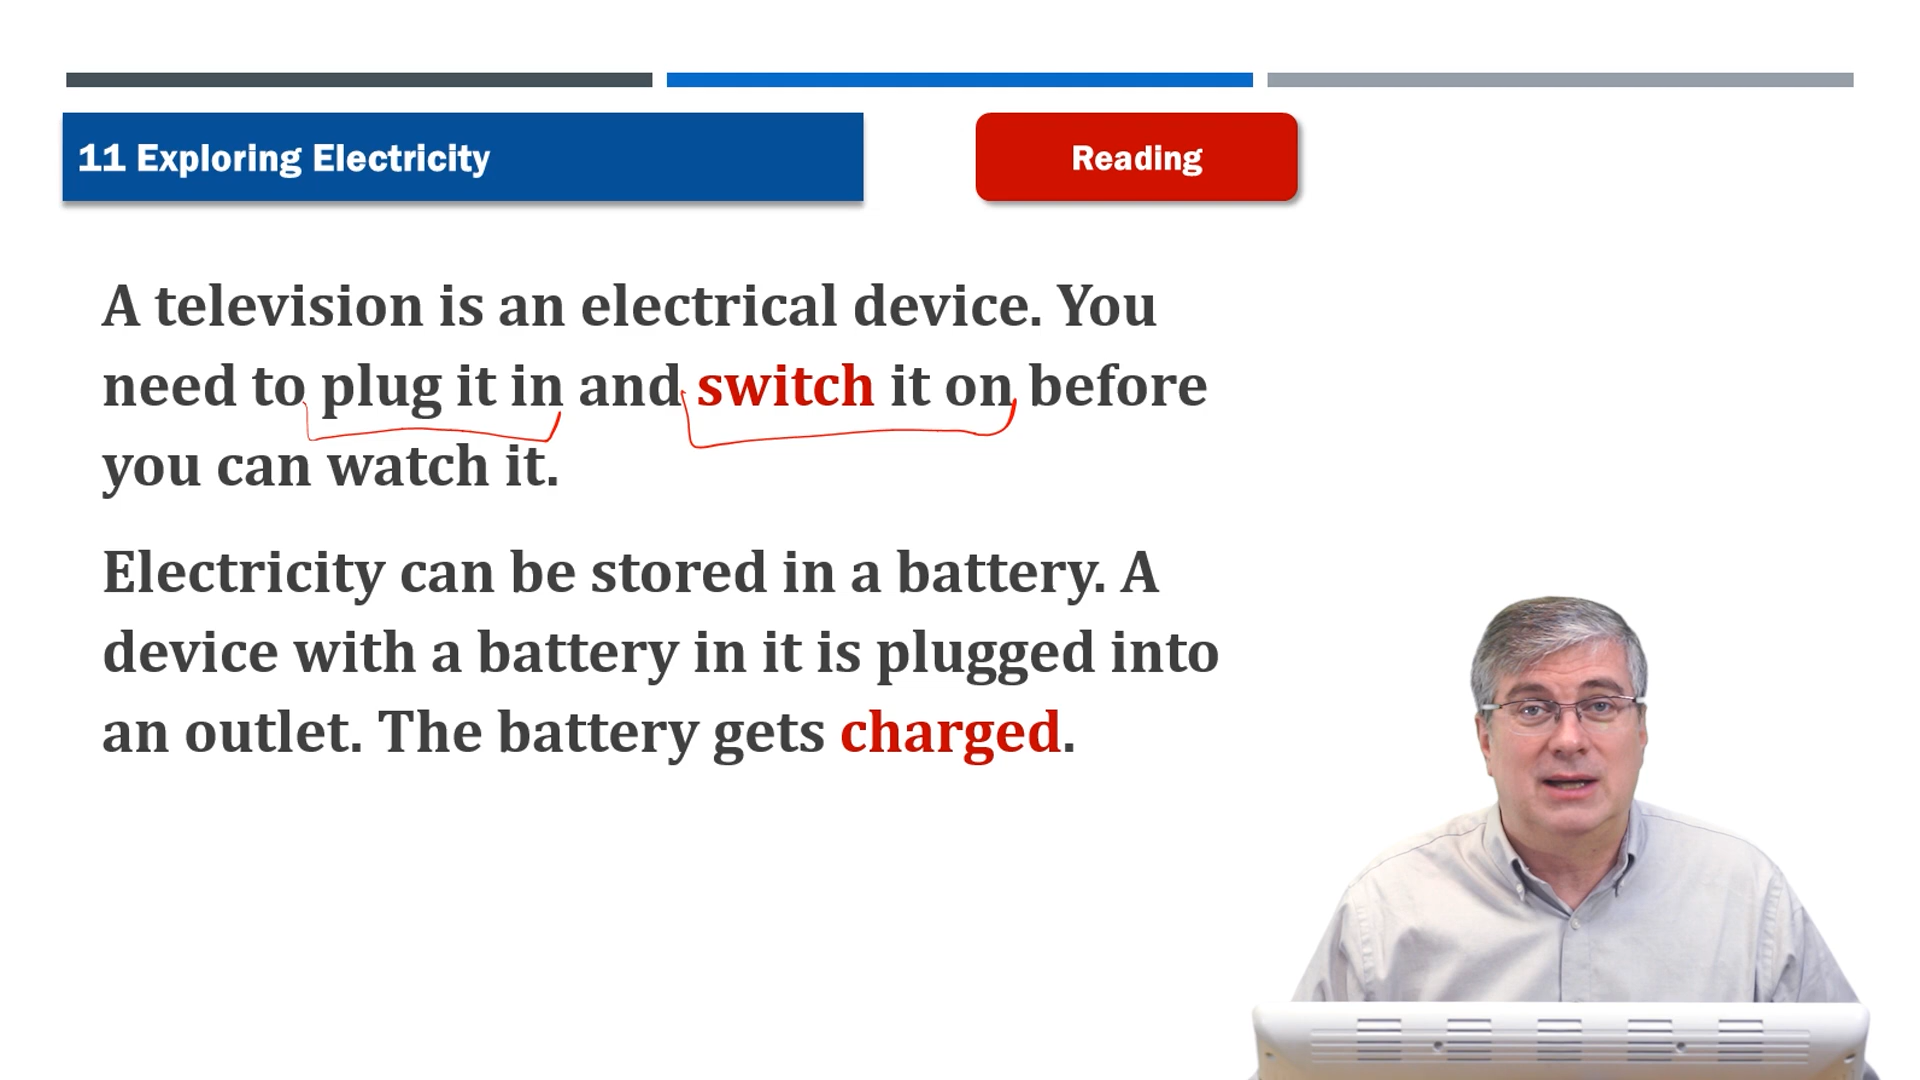 11 Exploring Electricity
Reading
A television is an electrical device. You
need to plug it in and switch it on before
you can watch it.
Electricity can be stored in a battery. A
device with a battery in it is plugged into
an outlet. The battery gets charged.